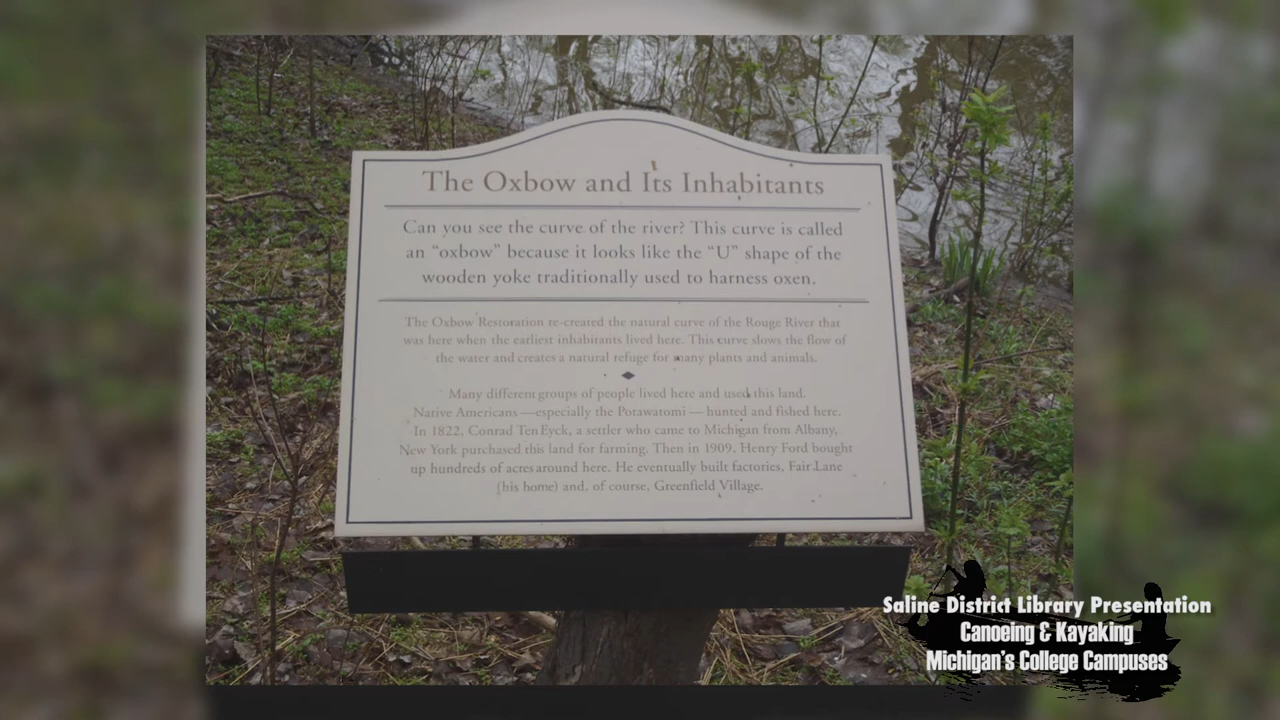 The Oxbow and Its Inhabitants
Can you see the curve of the river? This curve is called
an “oxbow” because it looks like the “U” shape of the
wooden yoke traditionally used to harness oxen.
The Oxbow Restoration re-created the natural curve of the Rouge River that
was here when the earliest inhabitants lived here. This curve slows the flow of
the water and creates a natural refuge for many plants and animals.
Many different groups of people lived here and used this land.
Native Americans—especially the Potawatomi—hunted and fished here.
In 1822, Conrad TenEyck, a settler who came to Michigan from Albany,
New York purchased this land for farming. Then in 1909, Henry Ford bought
up hundreds of acres around here. He eventually built factories, Fair Lane
(his home) and, of course, Greenfield Village.
Saline District Library Presentation
Canoeing & Kayaking
Michigan's College Campuses